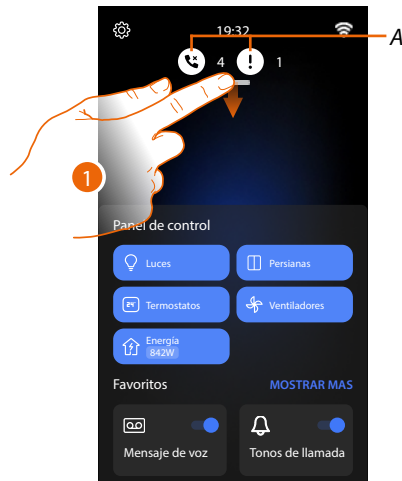 19:32
A
4 1
1
Panel de control
Luces Persianas
Termostatos Ventiladores
Energía
842W
Favoritos MOSTRAR MAS
Mensaje de voz Tonos de llamada